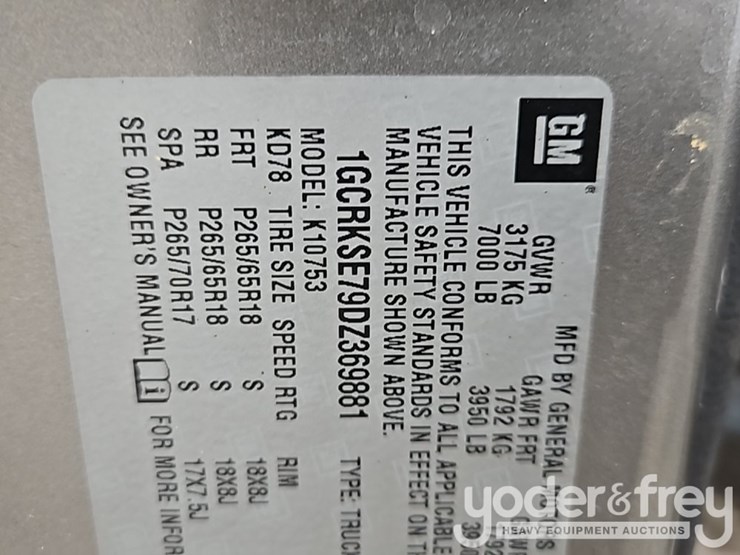 GM
MFD BY GENERAL MOTORS
GVWR GAWR FRT
3175 KG 1792 KG
7000 LB 3950 LB
THIS VEHICLE CONFORMS TO ALL APPLICABLE
VEHICLE SAFETY STANDARDS IN EFFECT ON TH
MANUFACTURE SHOWN ABOVE.
1GCRKSE79DZ369881 TYPE: TRUCK
MODEL: K10753
KD78 TIRE SIZE SPEED RTG RIM
FRT P265/65R18 S 18X8J
RR P265/65R18 S 18X8J
SPA P265/70R17 S 17X7.5J
SEE OWNER'S MANUAL i FOR MORE INFOR
yoder&frey
HEAVY EQUIPMENT AUCTIONS